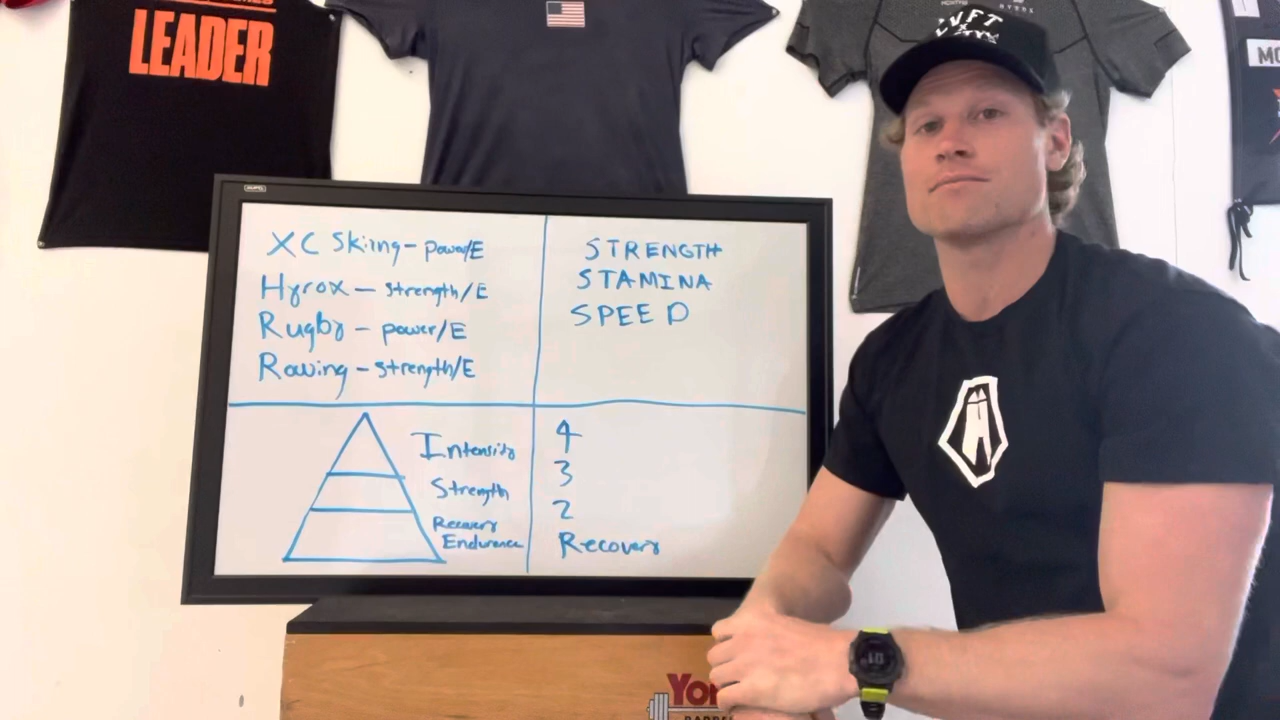 LEADER
XC Skiing - power/E
Hyrox - strength/E
Rugby - power/E
Rowing - strength/E
STRENGTH
STAMINA
SPEED
Intensity
Strength
Recovery
Endurance
4
3
2
Recovery